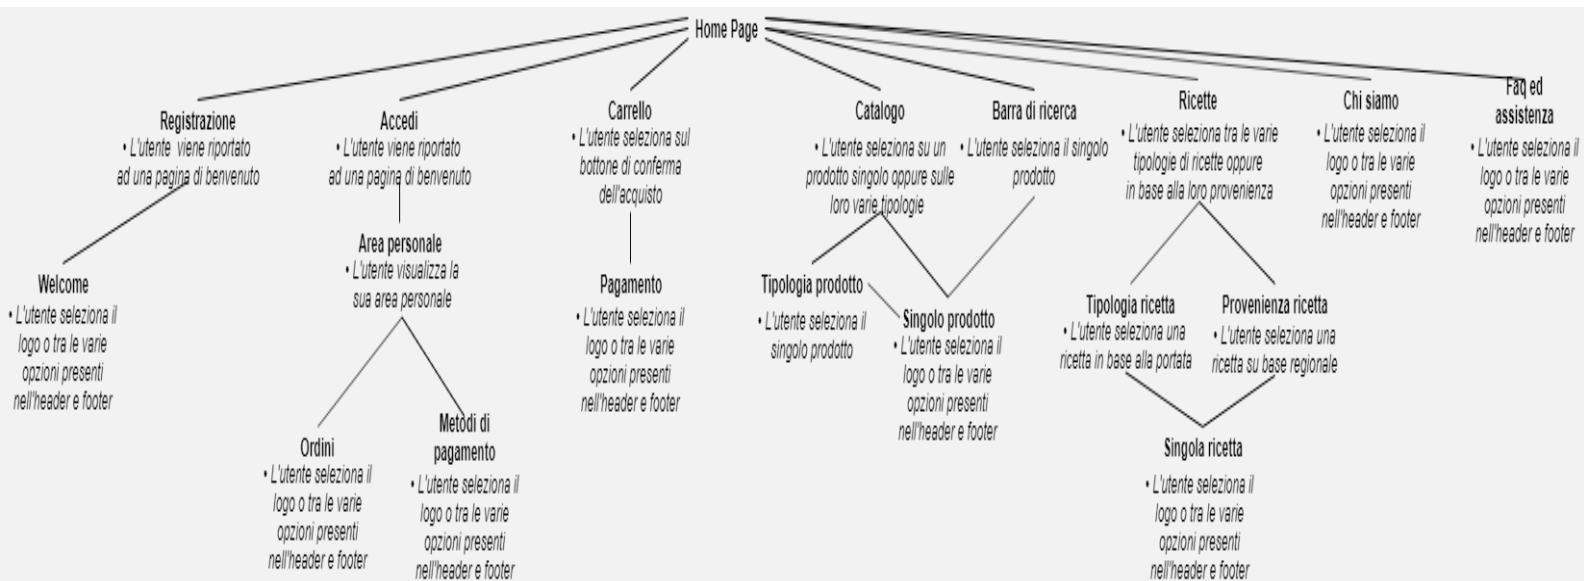 Home Page
Registrazione
• L'utente viene riportato
ad una pagina di benvenuto
Accedi
• L'utente viene riportato
ad una pagina di benvenuto
Carrello
• L'utente seleziona sul
bottone di conferma
dell'acquisto
Catalogo
• L'utente seleziona su un
prodotto singolo oppure sulle
loro varie tipologie
Barra di ricerca
• L'utente seleziona il singolo
prodotto
Ricette
• L'utente seleziona tra le varie
tipologie di ricette oppure
in base alla loro provenienza
Chi siamo
• L'utente seleziona il
logo o tra le varie
opzioni presenti
nell'header e footer
Faq ed
assistenza
• L'utente seleziona il
logo o tra le varie
opzioni presenti
nell'header e footer
Welcome
• L'utente seleziona il
logo o tra le varie
opzioni presenti
nell'header e footer
Area personale
• L'utente visualizza la
sua area personale
Pagamento
• L'utente seleziona il
logo o tra le varie
opzioni presenti
nell'header e footer
Tipologia prodotto
• L'utente seleziona il
singolo prodotto
Singolo prodotto
• L'utente seleziona il
logo o tra le varie
opzioni presenti
nell'header e footer
Tipologia ricetta
• L'utente seleziona una
ricetta in base alla portata
Provenienza ricetta
• L'utente seleziona una
ricetta su base regionale
Ordini
• L'utente seleziona il
logo o tra le varie
opzioni presenti
nell'header e footer
Metodi di
pagamento
• L'utente seleziona il
logo o tra le varie
opzioni presenti
nell'header e footer
Singola ricetta
• L'utente seleziona il
logo o tra le varie
opzioni presenti
nell'header e footer